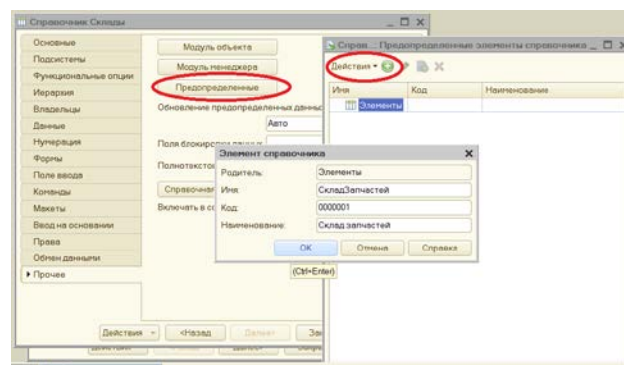 Справочник Склады
Основные
Подсистемы
Функциональные опции
Иерархия
Владельцы
Данные
Нумерация
Формы
Поле ввода
Команды
Макеты
Ввод на основании
Права
Обмен данными
Прочее
Модуль объекта
Модуль менеджера
Предопределенные
Обновление предопределенных данных
Авто
Поля блокировки данных
Полнотекстов
Справочная
Включать в со
Действия
<Назад
Далее>
Справ...: Предопределенные элементы справочника
Действия
Имя Код Наименование
Элементы
Элемент справочника
Родитель: Элементы
Имя: СкладЗапчастей
Код: 0000001
Наименование: Склад запчастей
ОК Отмена Справка
(Ctrl+Enter)